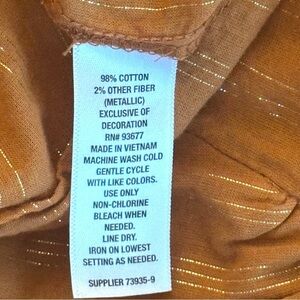 98% COTTON
2% OTHER FIBER
(METALLIC)
EXCLUSIVE OF
DECORATION
RN# 93677
MADE IN VIETNAM
MACHINE WASH COLD
GENTLE CYCLE
WITH LIKE COLORS.
USE ONLY
NON-CHLORINE
BLEACH WHEN
NEEDED.
LINE DRY.
IRON ON LOWEST
SETTING AS NEEDED.
SUPPLIER 73935-9